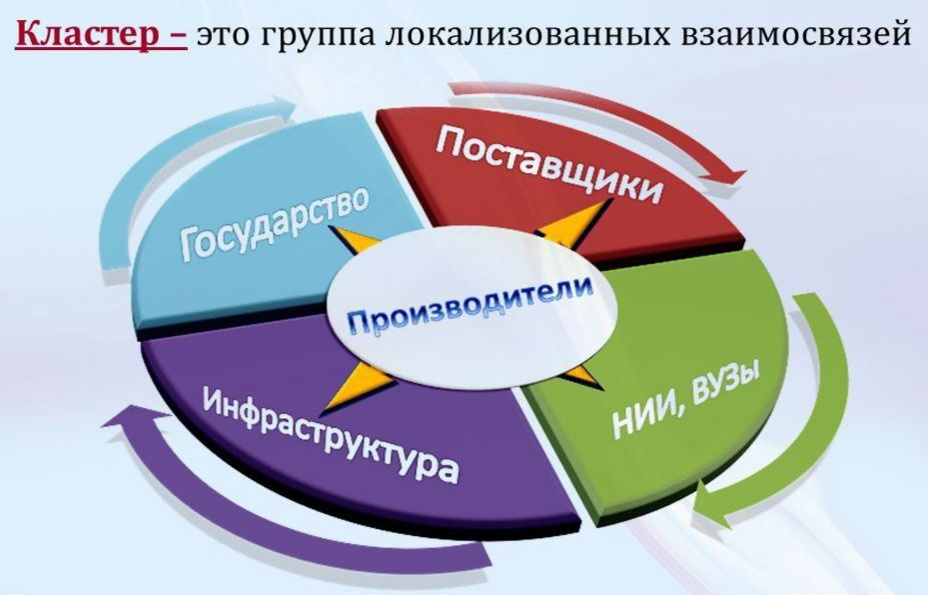 Кластер – это группа локализованных взаимосвязей
Государство
Поставщики
Производители
Инфраструктура
НИИ, ВУЗы